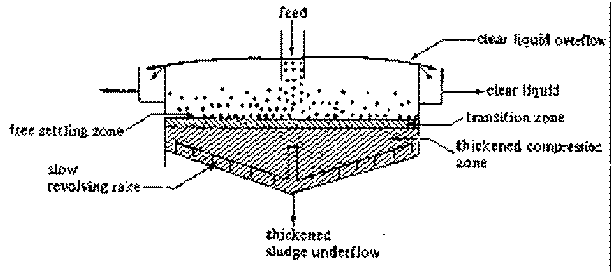 feed
clear liquid overflow
clear liquid
transition zone
free settling zone
thickened compression
zone
slow
revolving rake
thickened
sludge underflow